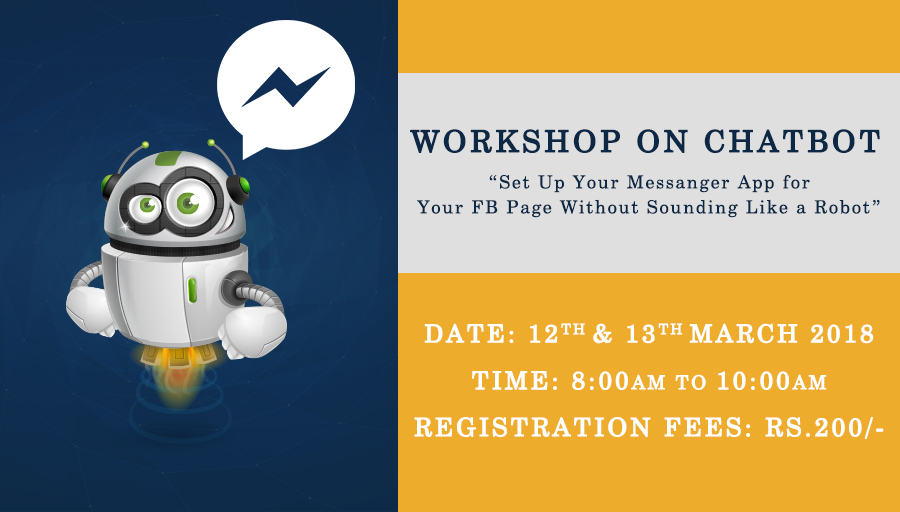 WORKSHOP ON CHATBOT
“Set Up Your Messanger App for
Your FB Page Without Sounding Like a Robot”
DATE: 12TH & 13TH MARCH 2018
TIME: 8:00AM TO 10:00AM
REGISTRATION FEES: RS.200/-